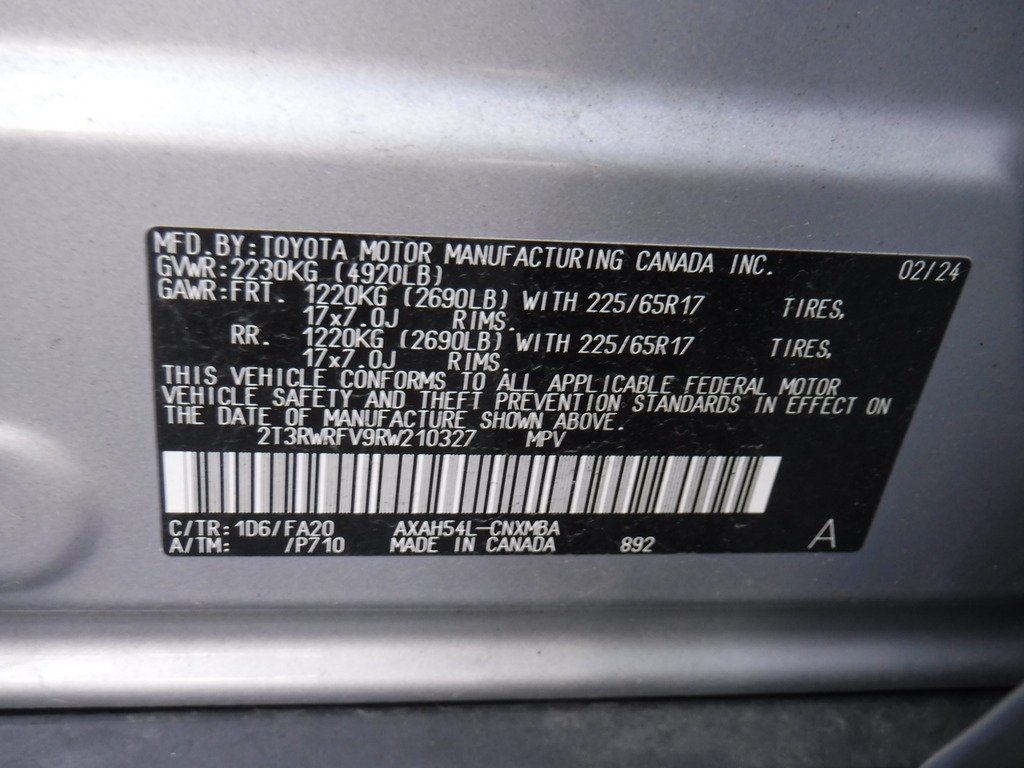 MFD.BY:TOYOTA MOTOR MANUFACTURING CANADA INC. 02/24
GVWR:2230KG (4920LB)
GAWR:FRT. 1220KG (2690LB) WITH 225/65R17 TIRES,
17x7.0J RIMS.
RR. 1220KG (2690LB) WITH 225/65R17 TIRES,
17x7.0J RIMS.
THIS VEHICLE CONFORMS TO ALL APPLICABLE FEDERAL MOTOR
VEHICLE SAFETY AND THEFT PREVENTION STANDARDS IN EFFECT ON
THE DATE OF MANUFACTURE SHOWN ABOVE.
2T3RWRFV9RW210327 MPV
C/TR:1D6/FA20 AXAH54L-CNXMBA
A/TM: /P710 MADE IN CANADA 892 A